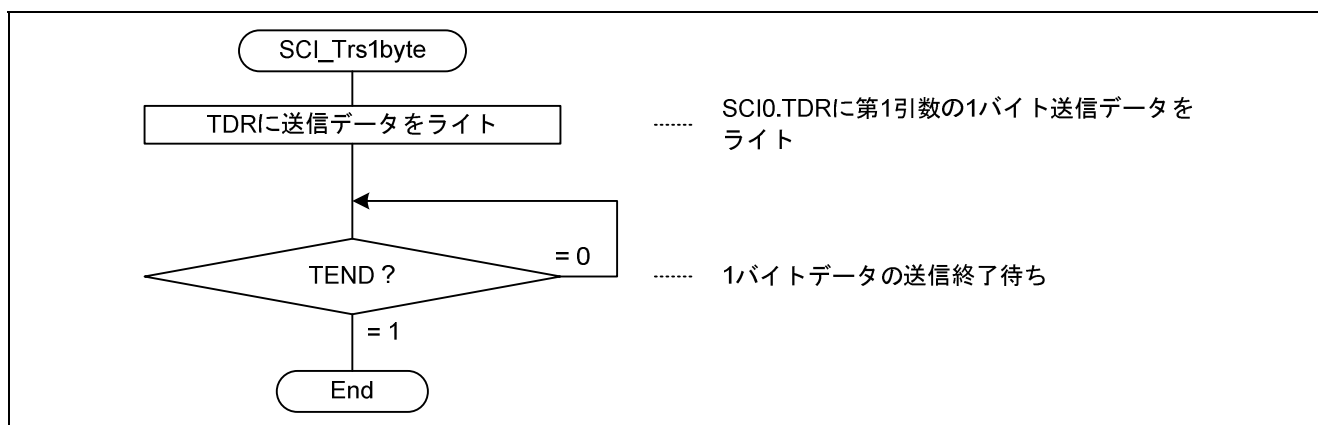 SCI_Trs1byte
TDRに送信データをライト
SCI0.TDRに第1引数の1バイト送信データを
ライト
= 0
TEND ?
1バイトデータの送信終了待ち
= 1
End